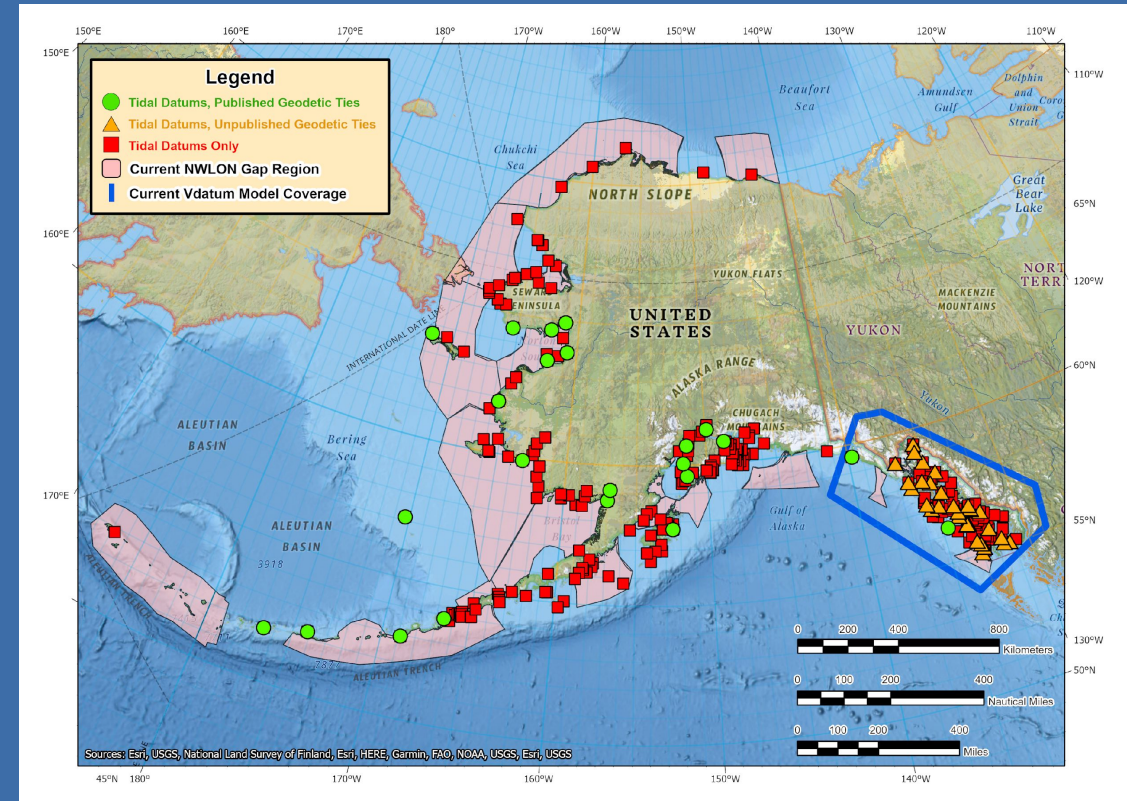 150°E 160°E 170°E 180° 170°W 160°W 150°W 140°W 130°W 120°W 110°W
150°E
160°E
170°E
110°W
65°N
120°W
60°N
55°N
130°W
50°N
45°N 180° 170°W 160°W 150°W 140°W
Legend
Tidal Datums, Published Geodetic Ties
Tidal Datums, Unpublished Geodetic Ties
Tidal Datums Only
Current NWLON Gap Region
Current Vdatum Model Coverage
Beaufort
Sea
Amundsen
Gulf
Dolphin
and
Union
Strait
Chukchi
Sea
NORTH SLOPE
Great
Bear
Lake
YUKON FLATS
MACKENZIE
MOUNTAINS
UNITED
STATES
YUKON
INTERNATIONAL DATE
ALASKA RANGE
Yukon
ALEUTIAN
BASIN
Bering
Sea
Bristol
Bay
Gulf of
Alaska
ALEUTIAN
BASIN
3918
ALEUTIAN TRENCH
0 200 400 800
Kilometers
0 100 200 400
Nautical Miles
0 100 200 400
Miles
Sources: Esri, USGS, National Land Survey of Finland, Esri, HERE, Garmin, FAO, NOAA, USGS, Esri, USGS